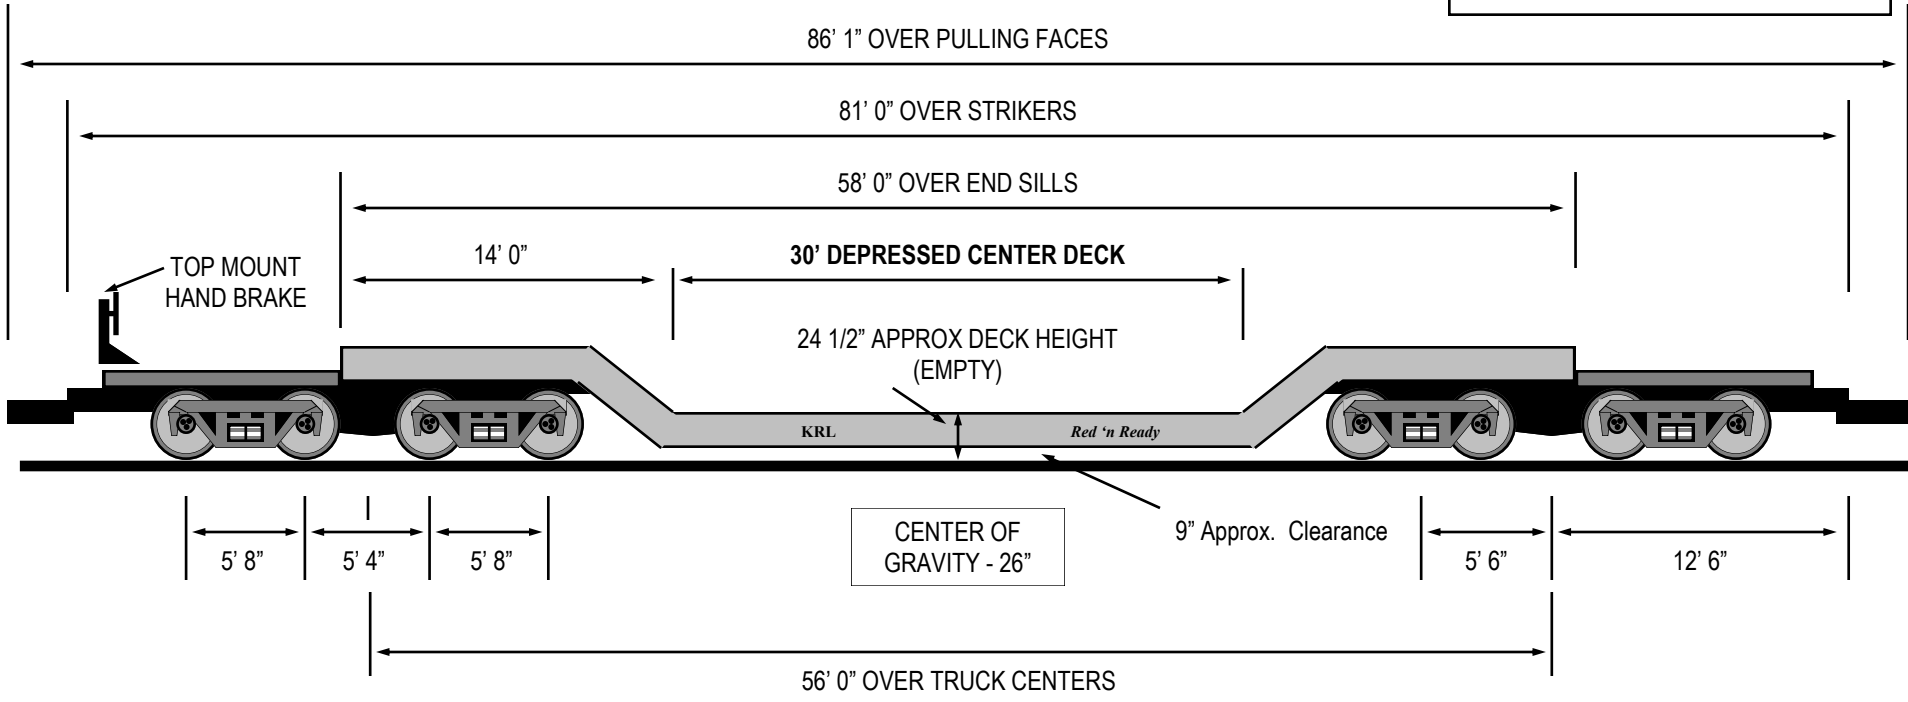 86’ 1” OVER PULLING FACES
81’ 0” OVER STRIKERS
58’ 0” OVER END SILLS
14’ 0”
30’ DEPRESSED CENTER DECK
TOP MOUNT
HAND BRAKE
24 1/2” APPROX DECK HEIGHT
(EMPTY)
KRL
Red ‘n Ready
5’ 8”
5’ 4”
5’ 8”
CENTER OF
GRAVITY - 26”
9” Approx. Clearance
5’ 6”
12’ 6”
56’ 0” OVER TRUCK CENTERS